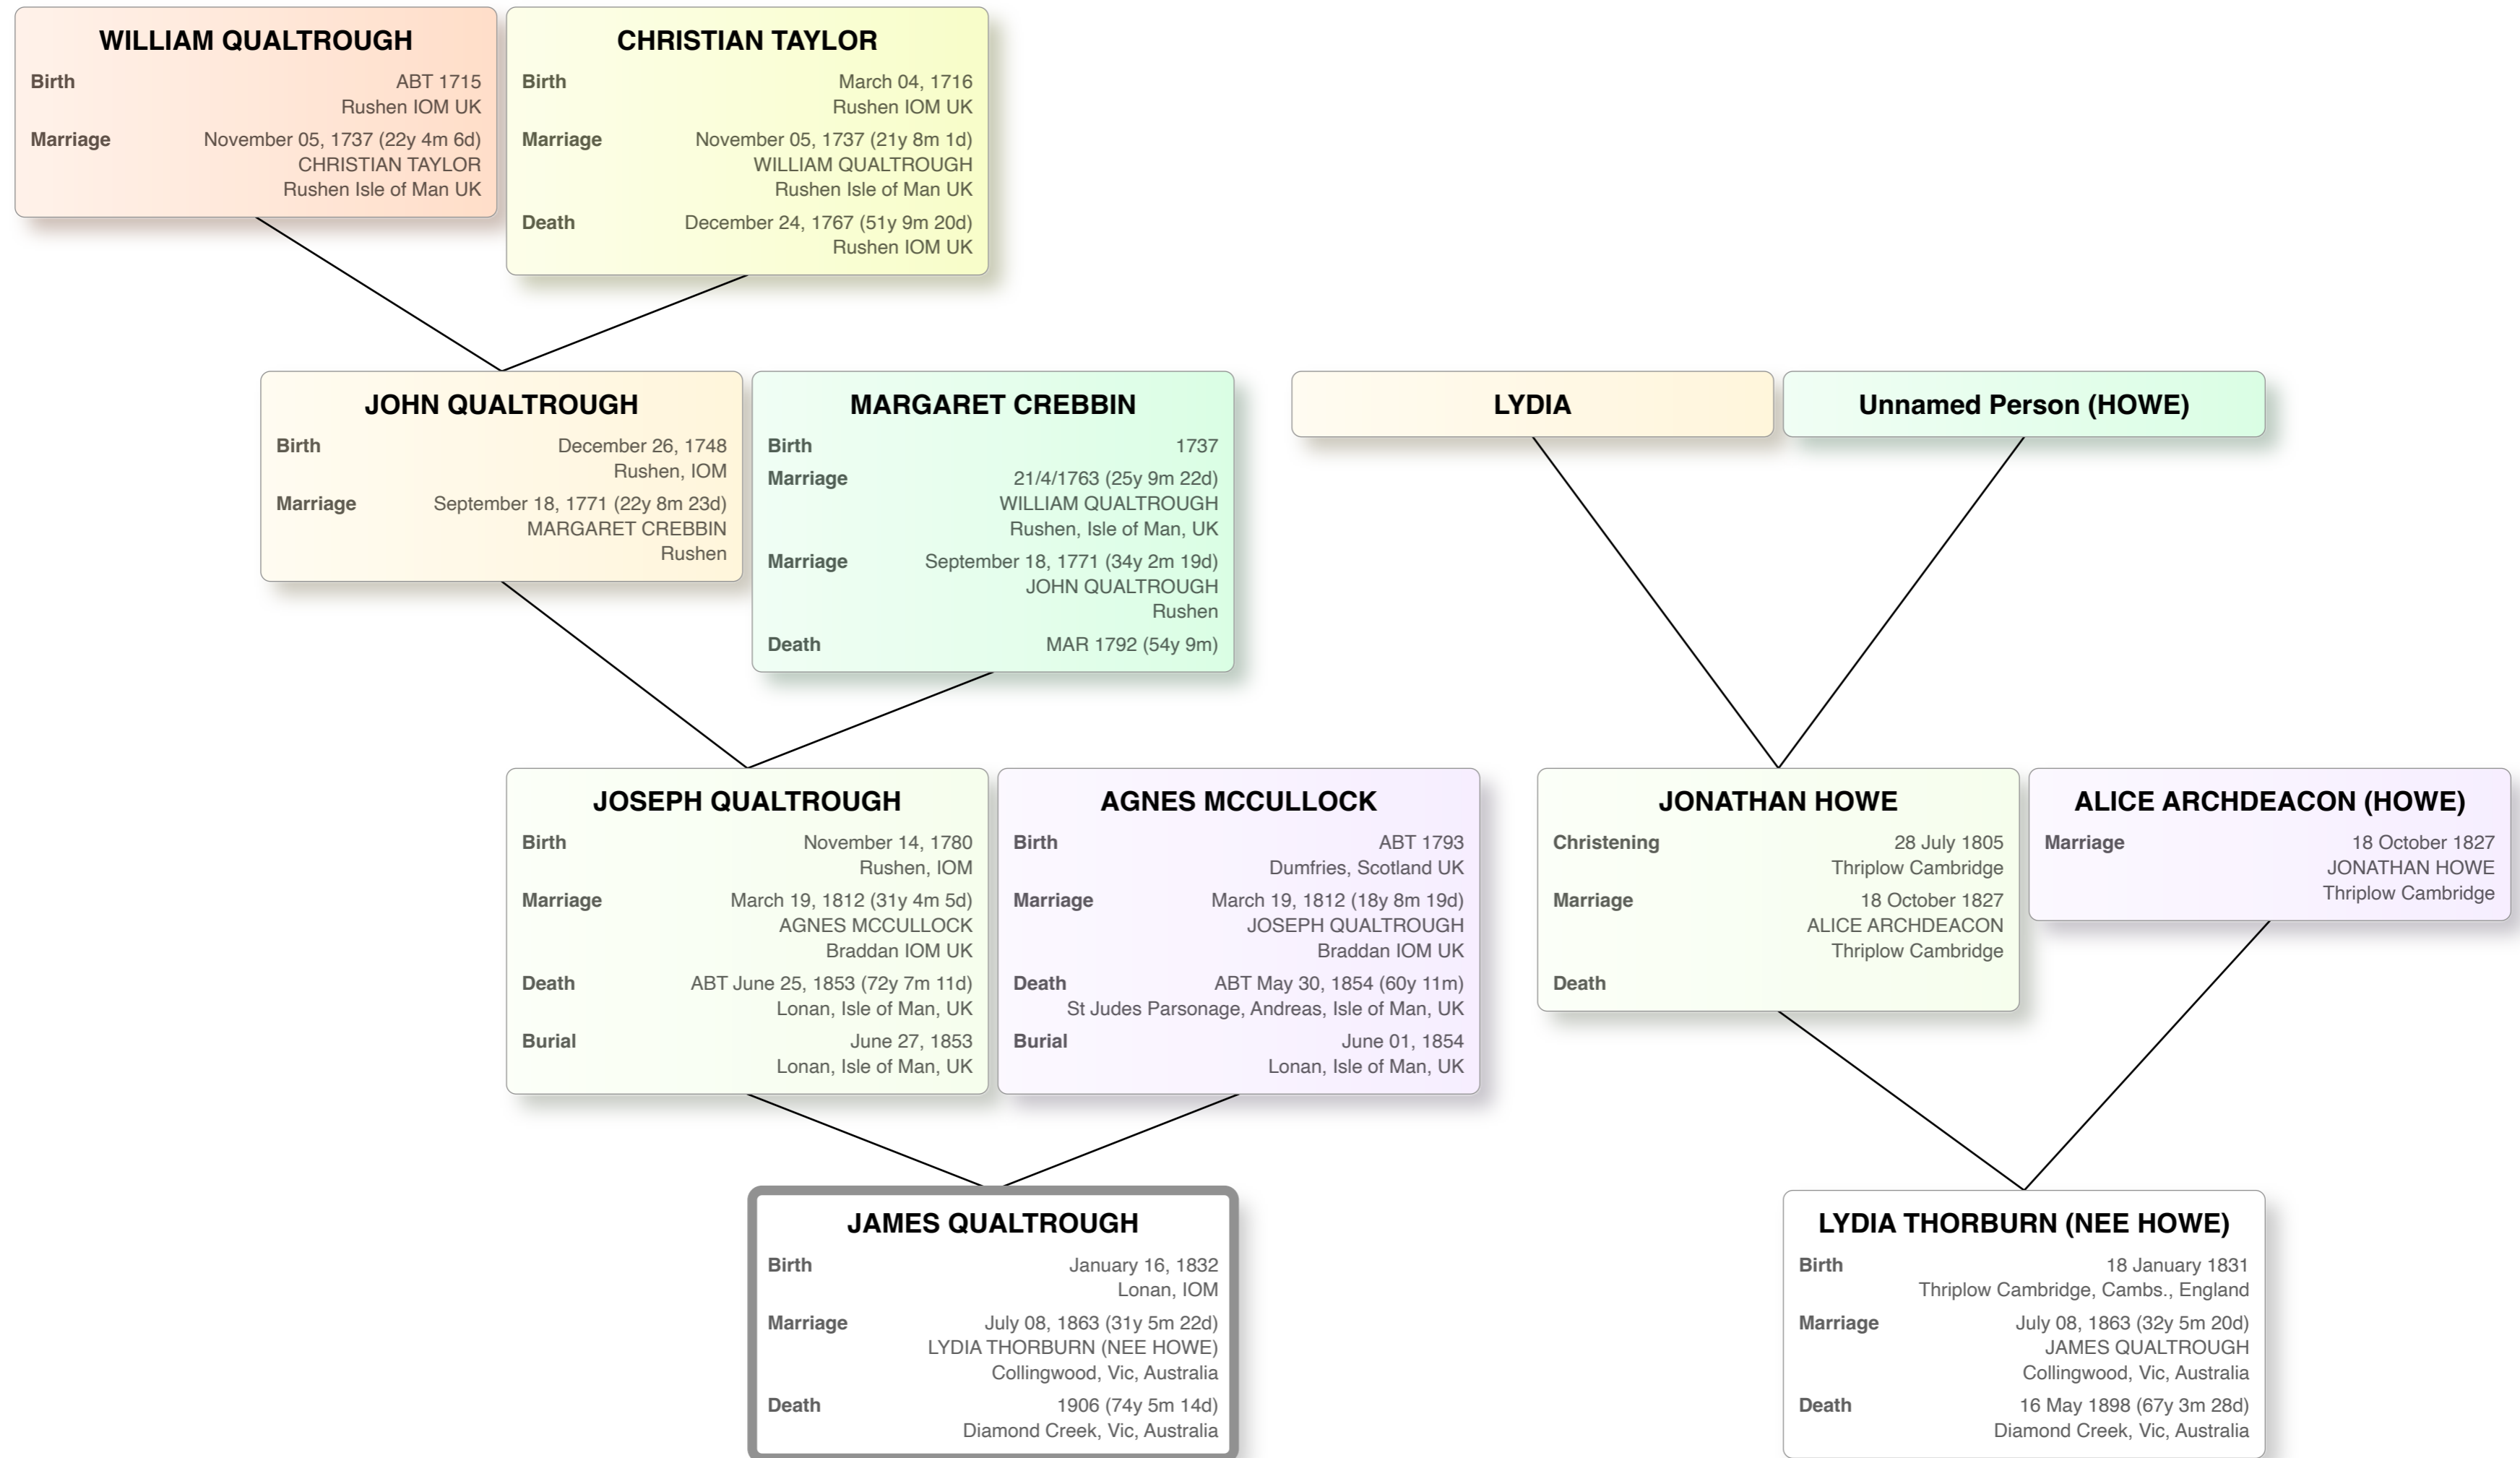 WILLIAM QUALTROUGH
Birth ABT 1715
Rushen IOM UK
Marriage November 05, 1737 (22y 4m 6d)
CHRISTIAN TAYLOR
Rushen Isle of Man UK
CHRISTIAN TAYLOR
Birth March 04, 1716
Rushen IOM UK
Marriage November 05, 1737 (21y 8m 1d)
WILLIAM QUALTROUGH
Rushen Isle of Man UK
Death December 24, 1767 (51y 9m 20d)
Rushen IOM UK
JOHN QUALTROUGH
Birth December 26, 1748
Rushen, IOM
Marriage September 18, 1771 (22y 8m 23d)
MARGARET CREBBIN
Rushen
MARGARET CREBBIN
Birth 1737
Marriage 21/4/1763 (25y 9m 22d)
WILLIAM QUALTROUGH
Rushen, Isle of Man, UK
Marriage September 18, 1771 (34y 2m 19d)
JOHN QUALTROUGH
Rushen
Death MAR 1792 (54y 9m)
LYDIA
Unnamed Person (HOWE)
JOSEPH QUALTROUGH
Birth November 14, 1780
Rushen, IOM
Marriage March 19, 1812 (31y 4m 5d)
AGNES MCCULLOCK
Braddan IOM UK
Death ABT June 25, 1853 (72y 7m 11d)
Lonan, Isle of Man, UK
Burial June 27, 1853
Lonan, Isle of Man, UK
AGNES MCCULLOCK
Birth ABT 1793
Dumfries, Scotland UK
Marriage March 19, 1812 (18y 8m 19d)
JOSEPH QUALTROUGH
Braddan IOM UK
Death ABT May 30, 1854 (60y 11m)
St Judes Parsonage, Andreas, Isle of Man, UK
Burial June 01, 1854
Lonan, Isle of Man, UK
JONATHAN HOWE
Christening 28 July 1805
Thriplow Cambridge
Marriage 18 October 1827
ALICE ARCHDEACON
Thriplow Cambridge
Death
ALICE ARCHDEACON (HOWE)
Marriage 18 October 1827
JONATHAN HOWE
Thriplow Cambridge
JAMES QUALTROUGH
Birth January 16, 1832
Lonan, IOM
Marriage July 08, 1863 (31y 5m 22d)
LYDIA THORBURN (NEE HOWE)
Collingwood, Vic, Australia
Death 1906 (74y 5m 14d)
Diamond Creek, Vic, Australia
LYDIA THORBURN (NEE HOWE)
Birth 18 January 1831
Thriplow Cambridge, Cambs., England
Marriage July 08, 1863 (32y 5m 20d)
JAMES QUALTROUGH
Collingwood, Vic, Australia
Death 16 May 1898 (67y 3m 28d)
Diamond Creek, Vic, Australia